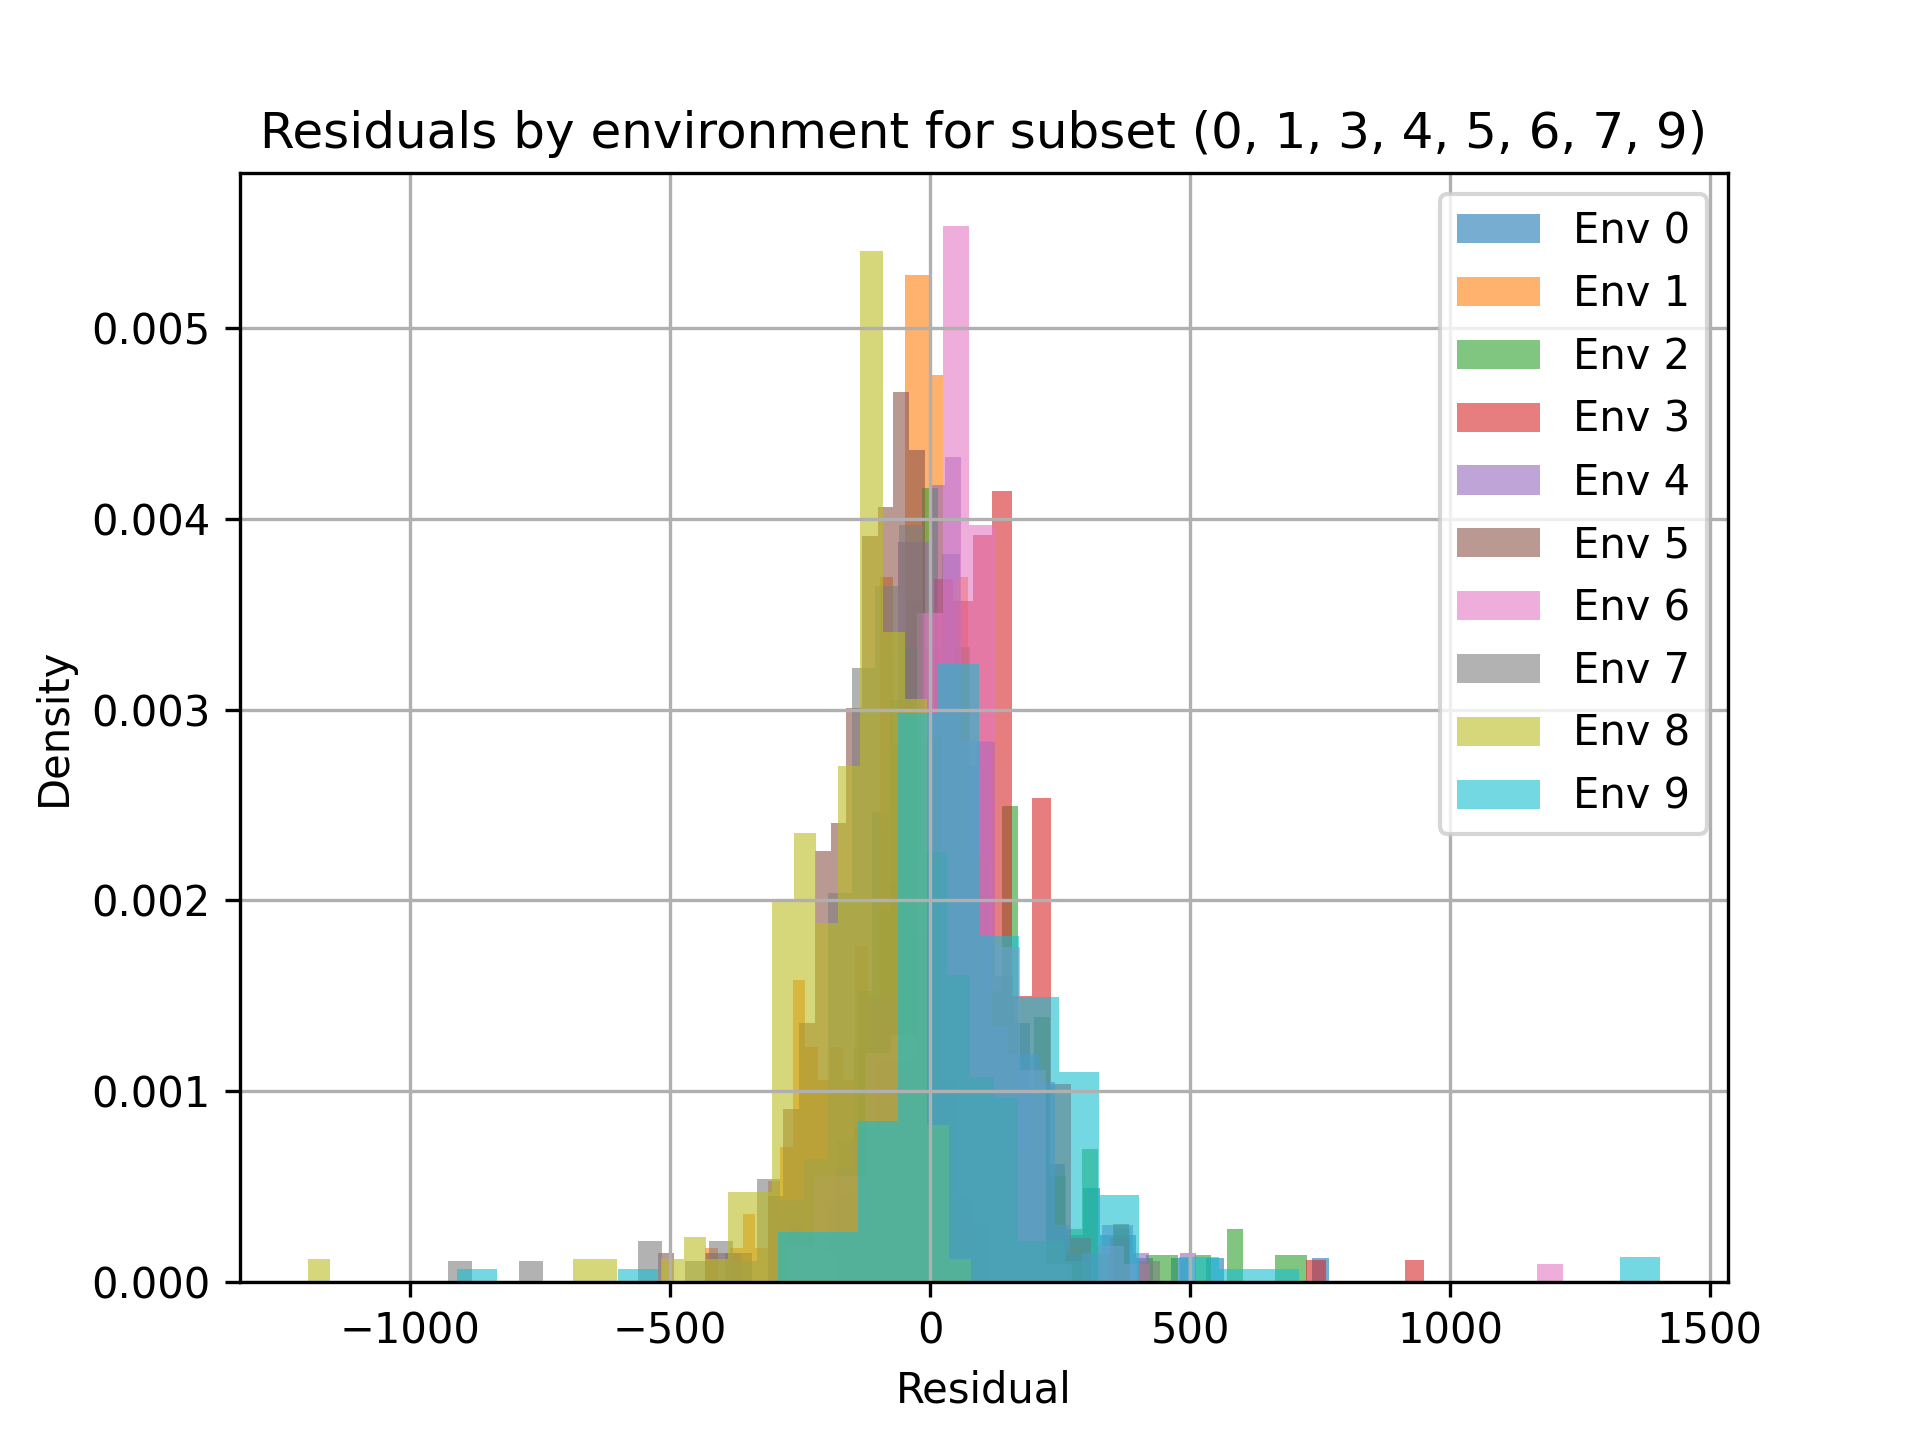 Residuals by environment for subset (0, 1, 3, 4, 5, 6, 7, 9)
Env 0
Env 1
Env 2
Env 3
Env 4
Env 5
Env 6
Env 7
Env 8
Env 9
0.005
0.004
0.003
0.002
0.001
0.000
Density
−1000
−500
0
500
1000
1500
Residual